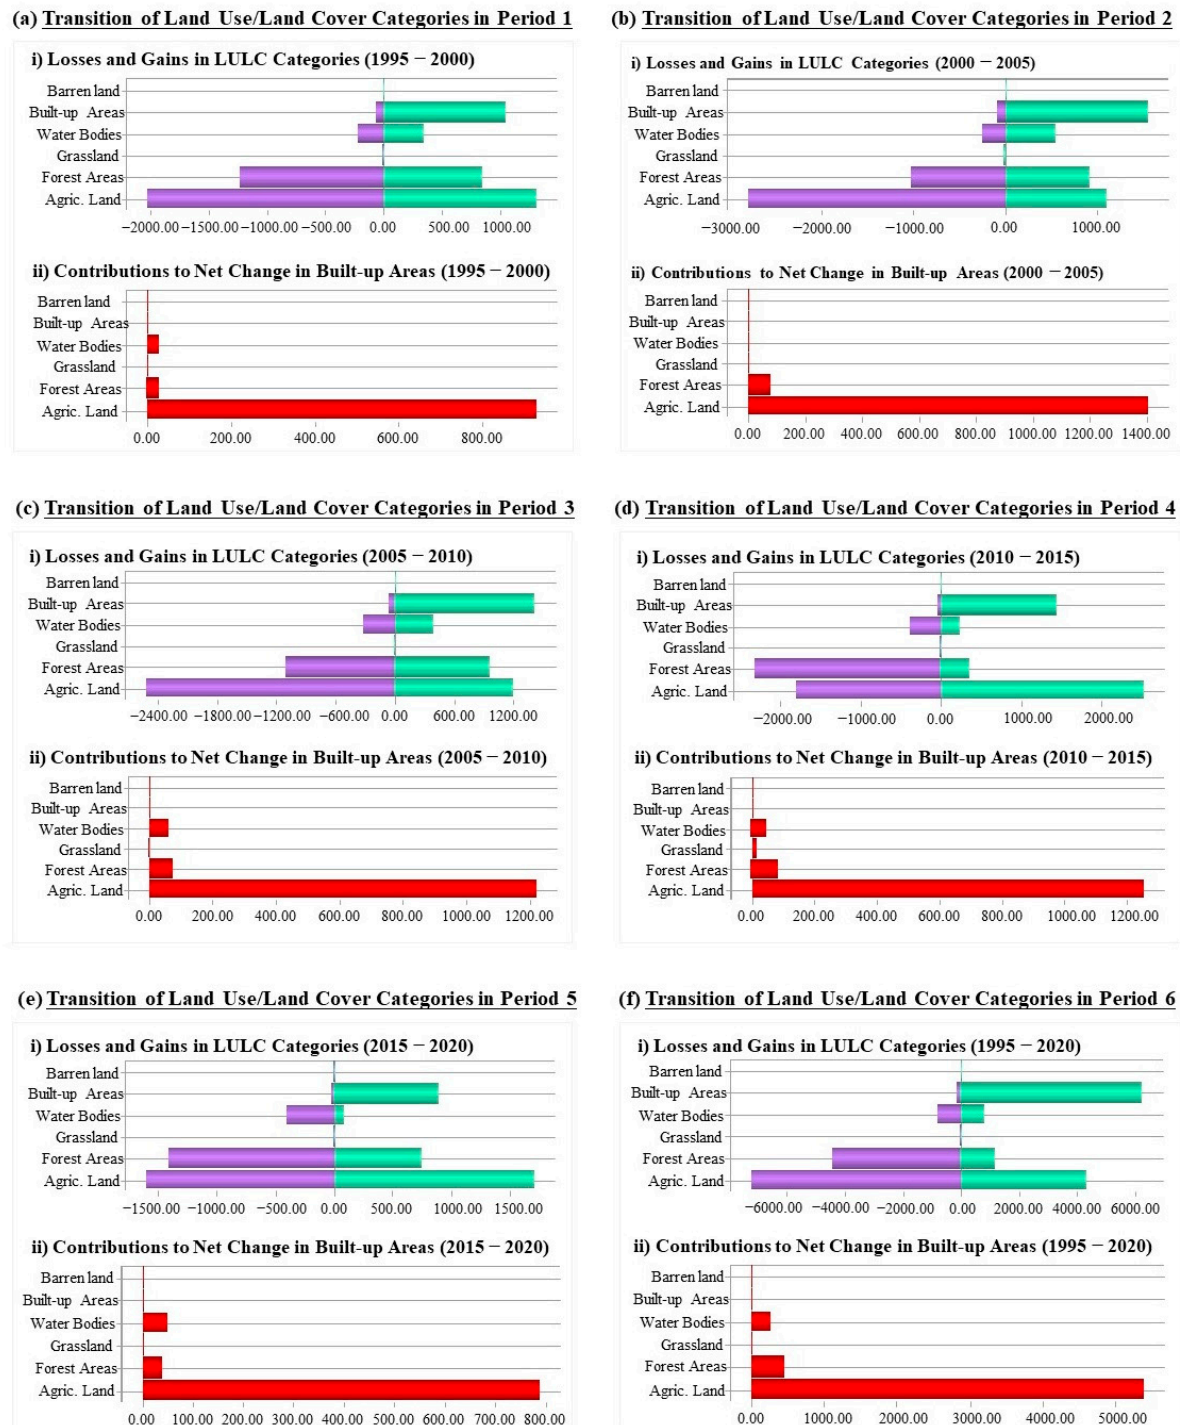 (a) Transition of Land Use/Land Cover Categories in Period 1
i) Losses and Gains in LULC Categories (1995 – 2000)
Barren land
Built-up Areas
Water Bodies
Grassland
Forest Areas
Agric. Land
−2000.00 −1500.00 −1000.00 −500.00 0.00 500.00 1000.00
ii) Contributions to Net Change in Built-up Areas (1995 – 2000)
Barren land
Built-up Areas
Water Bodies
Grassland
Forest Areas
Agric. Land
0.00 200.00 400.00 600.00 800.00
(b) Transition of Land Use/Land Cover Categories in Period 2
i) Losses and Gains in LULC Categories (2000 – 2005)
Barren land
Built-up Areas
Water Bodies
Grassland
Forest Areas
Agric. Land
−3000.00 −2000.00 −1000.00 0.00 1000.00
ii) Contributions to Net Change in Built-up Areas (2000 – 2005)
Barren land
Built-up Areas
Water Bodies
Grassland
Forest Areas
Agric. Land
0.00 200.00 400.00 600.00 800.00 1000.00 1200.00 1400.00
(c) Transition of Land Use/Land Cover Categories in Period 3
i) Losses and Gains in LULC Categories (2005 – 2010)
Barren land
Built-up Areas
Water Bodies
Grassland
Forest Areas
Agric. Land
−2400.00 −1800.00 −1200.00 −600.00 0.00 600.00 1200.00
ii) Contributions to Net Change in Built-up Areas (2005 – 2010)
Barren land
Built-up Areas
Water Bodies
Grassland
Forest Areas
Agric. Land
0.00 200.00 400.00 600.00 800.00 1000.00 1200.00
(d) Transition of Land Use/Land Cover Categories in Period 4
i) Losses and Gains in LULC Categories (2010 – 2015)
Barren land
Built-up Areas
Water Bodies
Grassland
Forest Areas
Agric. Land
−2000.00 −1000.00 0.00 1000.00 2000.00
ii) Contributions to Net Change in Built-up Areas (2010 – 2015)
Barren land
Built-up Areas
Water Bodies
Grassland
Forest Areas
Agric. Land
0.00 200.00 400.00 600.00 800.00 1000.00 1200.00
(e) Transition of Land Use/Land Cover Categories in Period 5
i) Losses and Gains in LULC Categories (2015 – 2020)
Barren land
Built-up Areas
Water Bodies
Grassland
Forest Areas
Agric. Land
−1500.00 −1000.00 −500.00 0.00 500.00 1000.00 1500.00
ii) Contributions to Net Change in Built-up Areas (2015 – 2020)
Barren land
Built-up Areas
Water Bodies
Grassland
Forest Areas
Agric. Land
0.00 100.00 200.00 300.00 400.00 500.00 600.00 700.00 800.00
(f) Transition of Land Use/Land Cover Categories in Period 6
i) Losses and Gains in LULC Categories (1995 – 2020)
Barren land
Built-up Areas
Water Bodies
Grassland
Forest Areas
Agric. Land
−6000.00 −4000.00 −2000.00 0.00 2000.00 4000.00 6000.00
ii) Contributions to Net Change in Built-up Areas (1995 – 2020)
Barren land
Built-up Areas
Water Bodies
Grassland
Forest Areas
Agric. Land
0.00 1000.00 2000.00 3000.00 4000.00 5000.00